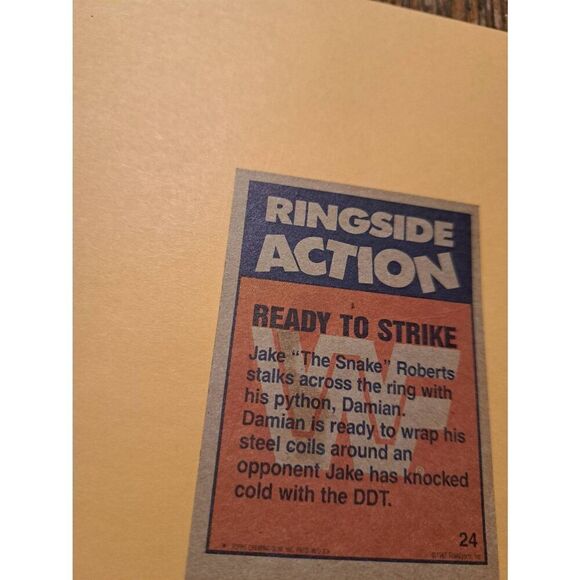 RINGSIDE
ACTION
READY TO STRIKE
Jake "The Snake" Roberts
stalks across the ring with
his python, Damian.
Damian is ready to wrap his
steel coils around an
opponent Jake has knocked
cold with the DDT.
24